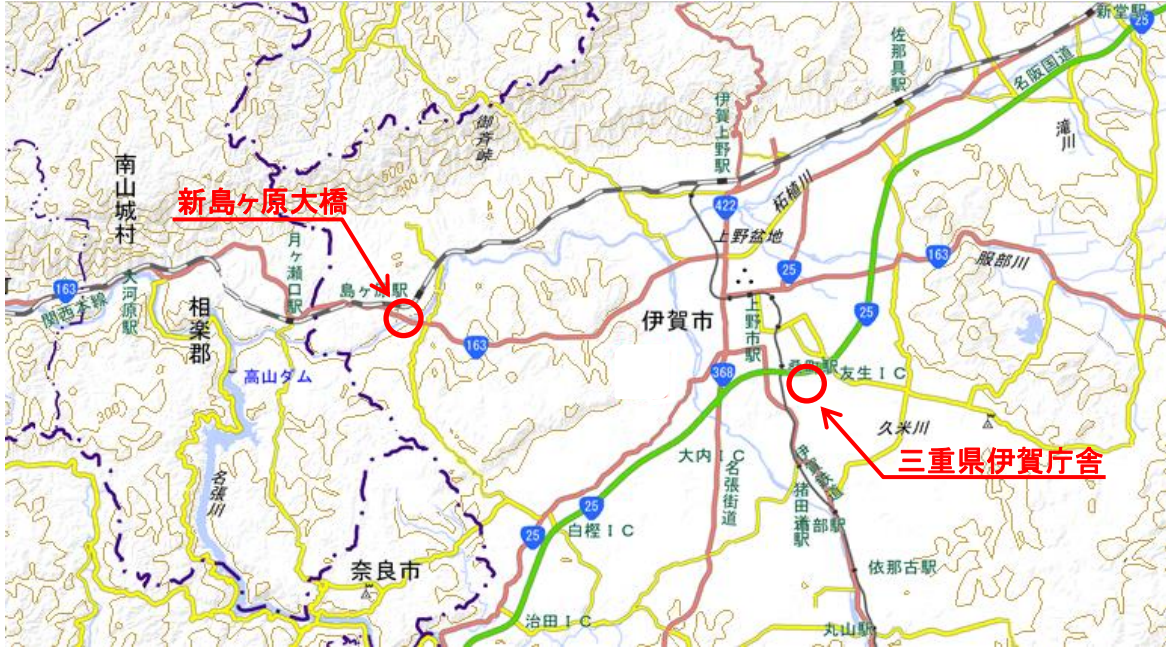 新堂駅
25
名阪国道
佐那具駅
滝川
伊賀上野駅
御斉峠
南山城村
新島ヶ原大橋
422
柘植川
上野盆地
月ヶ瀬口駅
163
服部川
25
163
大河原駅
関西本線
島ヶ原駅
相楽郡
伊賀市
上野市駅
25
163
高山ダム
368
友生IC
久米川
三重県伊賀庁舎
大内IC
名張街道
伊賀鉄道
猪田道駅
名張川
25
白樫IC
25
依那古駅
奈良市
治田IC
丸山駅